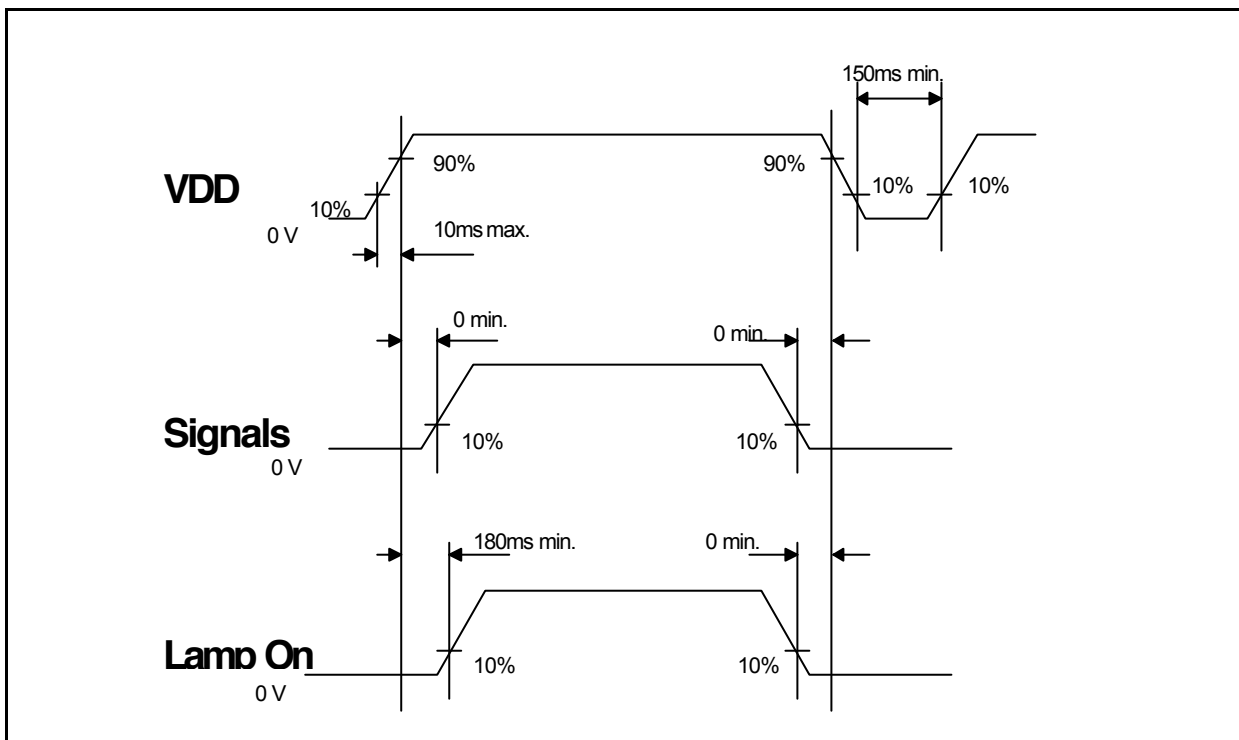 150ms min.
90%
90%
VDD
10%
10%
10%
0 V
10ms max.
0 min.
0 min.
Signals
10%
10%
0 V
180ms min.
0 min.
Lamp On
10%
10%
0 V